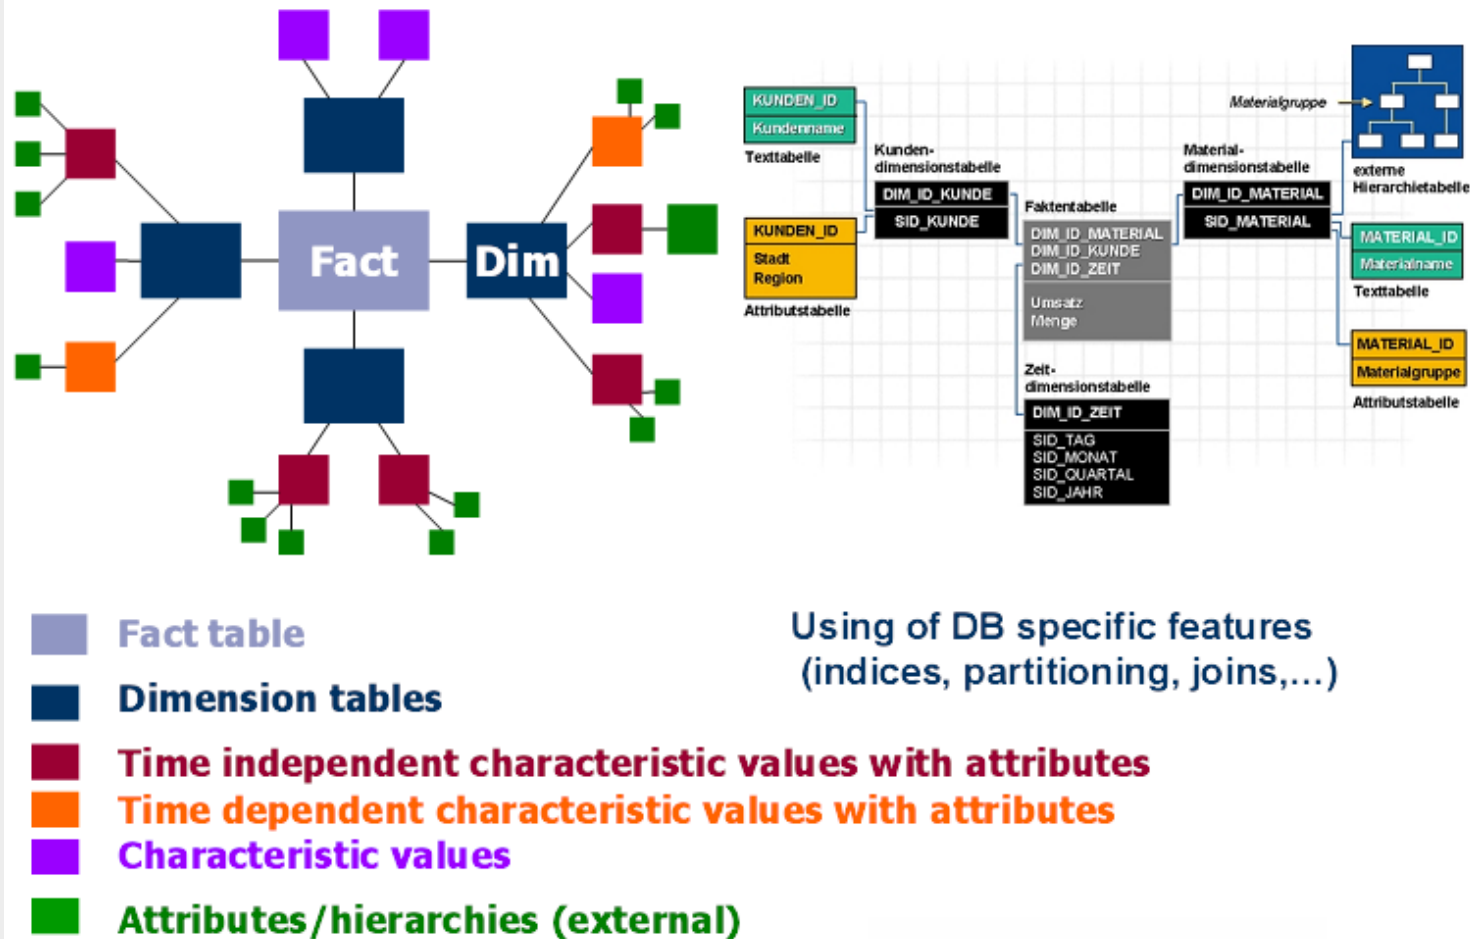 Fact
Dim
KUNDEN_ID
Kundenname
Texttabelle
KUNDEN_ID
Stadt
Region
Attributstabelle
Kunden-
dimensionstabelle
DIM_ID_KUNDE
SID_KUNDE
Faktentabelle
DIM_ID_MATERIAL
DIM_ID_KUNDE
DIM_ID_ZEIT
Umsatz
Menge
Zeit-
dimensionstabelle
DIM_ID_ZEIT
SID_TAG
SID_MONAT
SID_QUARTAL
SID_JAHR
Material-
dimensionstabelle
DIM_ID_MATERIAL
SID_MATERIAL
Materialgruppe
externe
Hierarchietabelle
MATERIAL_ID
Materialname
Texttabelle
MATERIAL_ID
Materialgruppe
Attributstabelle
Fact table
Dimension tables
Time independent characteristic values with attributes
Time dependent characteristic values with attributes
Characteristic values
Attributes/hierarchies (external)
Using of DB specific features
(indices, partitioning, joins,...)